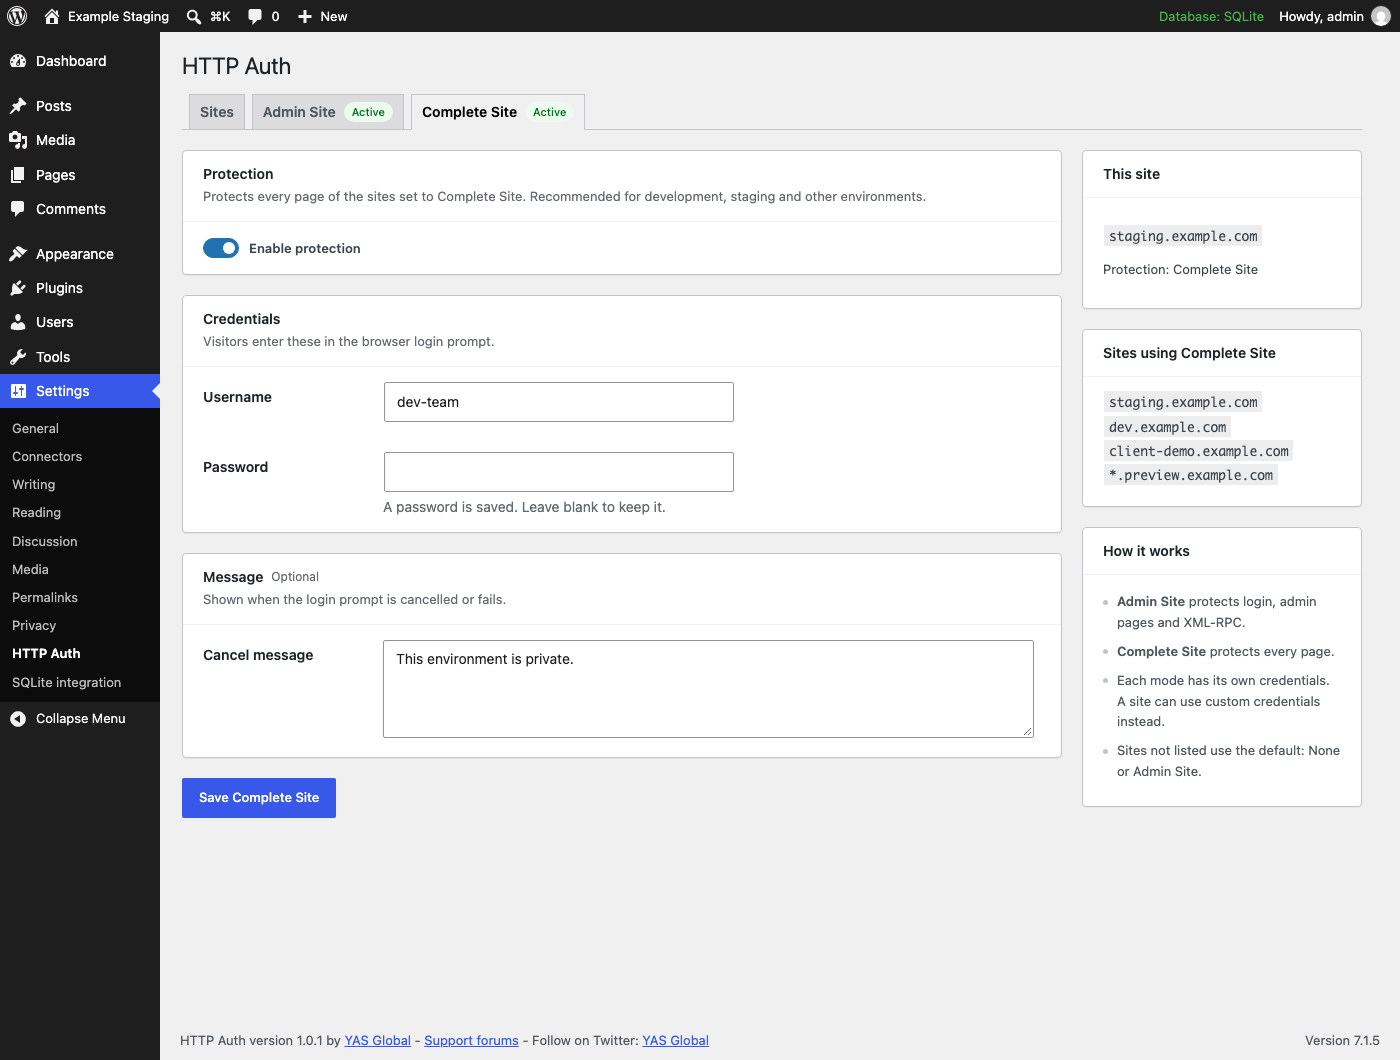 Example Staging
⌘K
0
New
Database: SQLite
Howdy, admin
Dashboard
Posts
Media
Pages
Comments
Appearance
Plugins
Users
Tools
Settings
General
Connectors
Writing
Reading
Discussion
Media
Permalinks
Privacy
HTTP Auth
SQLite integration
Collapse Menu
HTTP Auth
Sites
Admin Site Active
Complete Site Active
Protection
Protects every page of the sites set to Complete Site. Recommended for development, staging and other environments.
Enable protection
Credentials
Visitors enter these in the browser login prompt.
Username
dev-team
Password
A password is saved. Leave blank to keep it.
Message Optional
Shown when the login prompt is cancelled or fails.
Cancel message
This environment is private.
Save Complete Site
This site
staging.example.com
Protection: Complete Site
Sites using Complete Site
staging.example.com
dev.example.com
client-demo.example.com
*.preview.example.com
How it works
Admin Site protects login, admin
pages and XML-RPC.
Complete Site protects every page.
Each mode has its own credentials.
A site can use custom credentials
instead.
Sites not listed use the default: None
or Admin Site.
HTTP Auth version 1.0.1 by YAS Global - Support forums - Follow on Twitter: YAS Global
Version 7.1.5